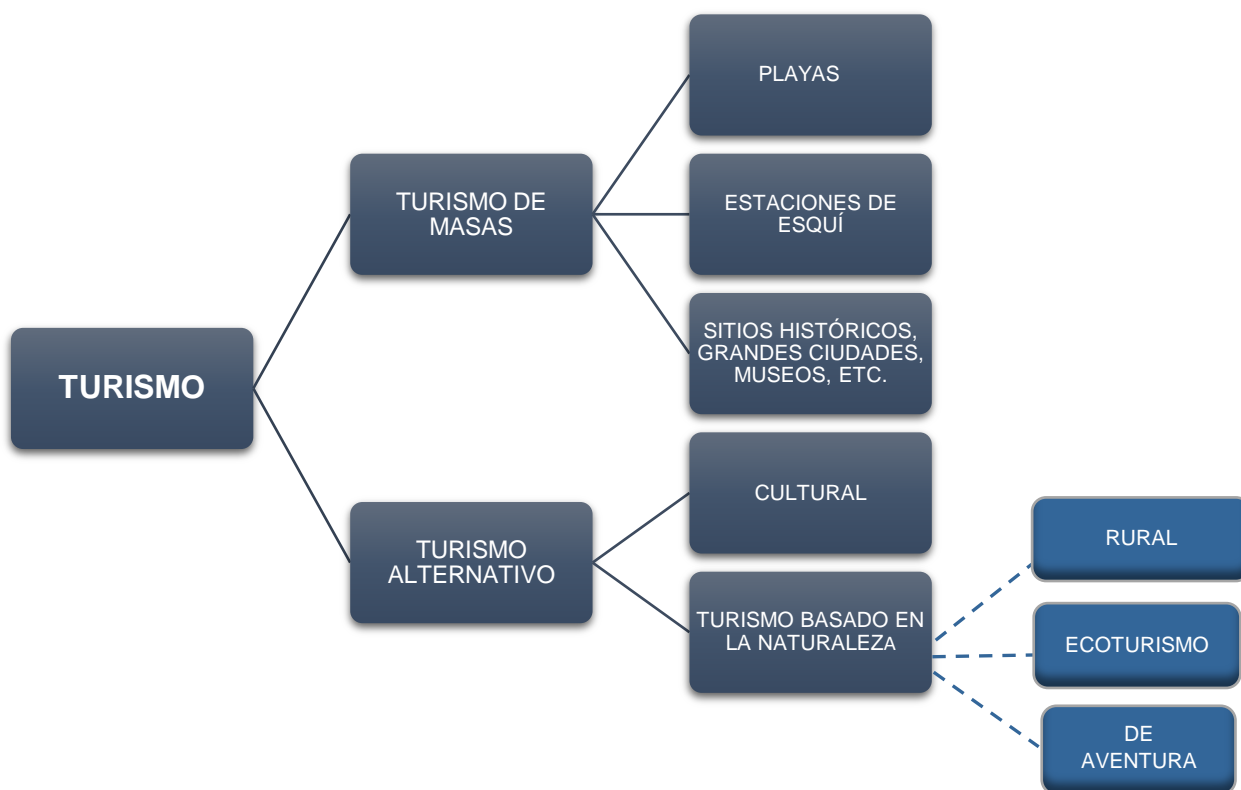 TURISMO
TURISMO DE
MASAS
PLAYAS
ESTACIONES DE
ESQUÍ
SITIOS HISTÓRICOS,
GRANDES CIUDADES,
MUSEOS, ETC.
TURISMO
ALTERNATIVO
CULTURAL
TURISMO BASADO EN
LA NATURALEZA
RURAL
ECOTURISMO
DE
AVENTURA